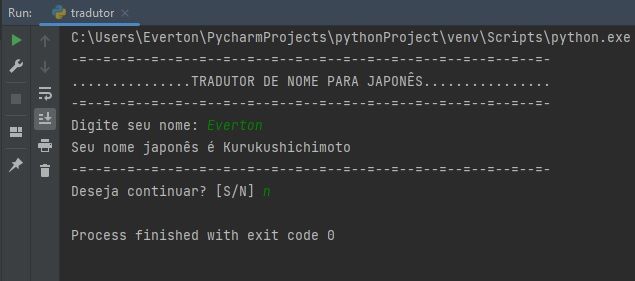 Run: tradutor
C:\Users\Everton\PycharmProjects\pythonProject\venv\Scripts\python.exe
-=--=--=--=--=--=--=--=--=--=--=--=--=--=--=--=--=--=--=--=-
...............TRADUTOR DE NOME PARA JAPONÊS................
-=--=--=--=--=--=--=--=--=--=--=--=--=--=--=--=--=--=--=--=-
Digite seu nome: Everton
Seu nome japonês é Kurukushichimoto
-=--=--=--=--=--=--=--=--=--=--=--=--=--=--=--=--=--=--=--=-
Deseja continuar? [S/N] n
Process finished with exit code 0